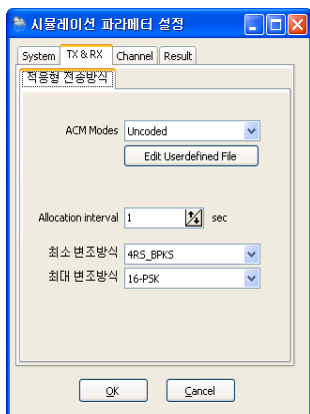 시뮬레이션 파라메터 설정
System TX & RX Channel Result
적응형 전송방식
ACM Modes Uncoded
Edit Userdefined File
Allocation interval 1 sec
최소 변조방식 4RS_BPKS
최대 변조방식 16-PSK
OK Cancel